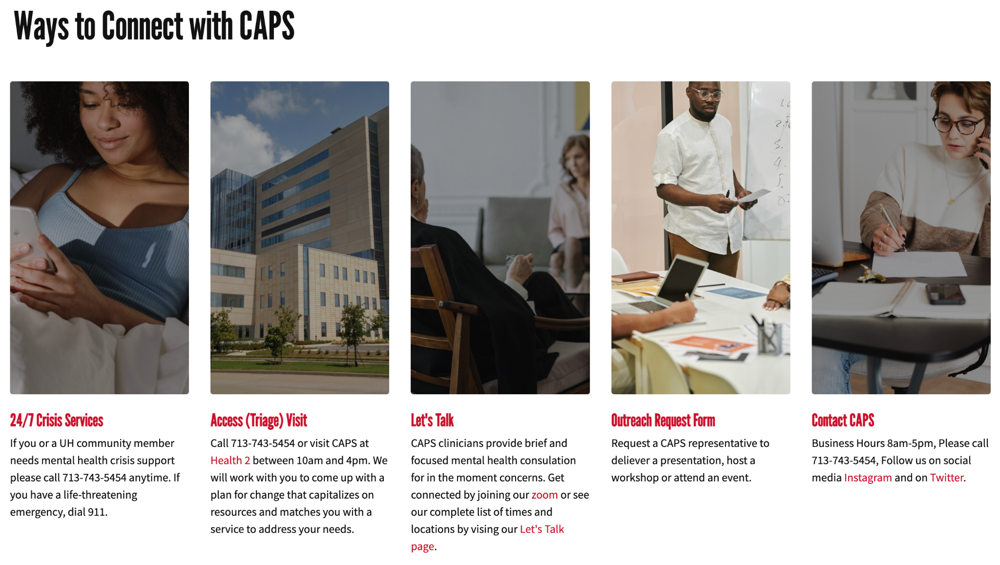 Ways to Connect with CAPS
1.
2.
3.
4.
5.
6.
24/7 Crisis Services
If you or a UH community member
needs mental health crisis support
please call 713-743-5454 anytime. If
you have a life-threatening
emergency, dial 911.
Access (Triage) Visit
Call 713-743-5454 or visit CAPS at
Health 2 between 10am and 4pm. We
will work with you to come up with a
plan for change that capitalizes on
resources and matches you with a
service to address your needs.
Let's Talk
CAPS clinicians provide brief and
focused mental health consulation
for in the moment concerns. Get
connected by joining our zoom or see
our complete list of times and
locations by vising our Let's Talk
page.
Outreach Request Form
Request a CAPS representative to
deliever a presentation, host a
workshop or attend an event.
Contact CAPS
Business Hours 8am-5pm, Please call
713-743-5454, Follow us on social
media Instagram and on Twitter.